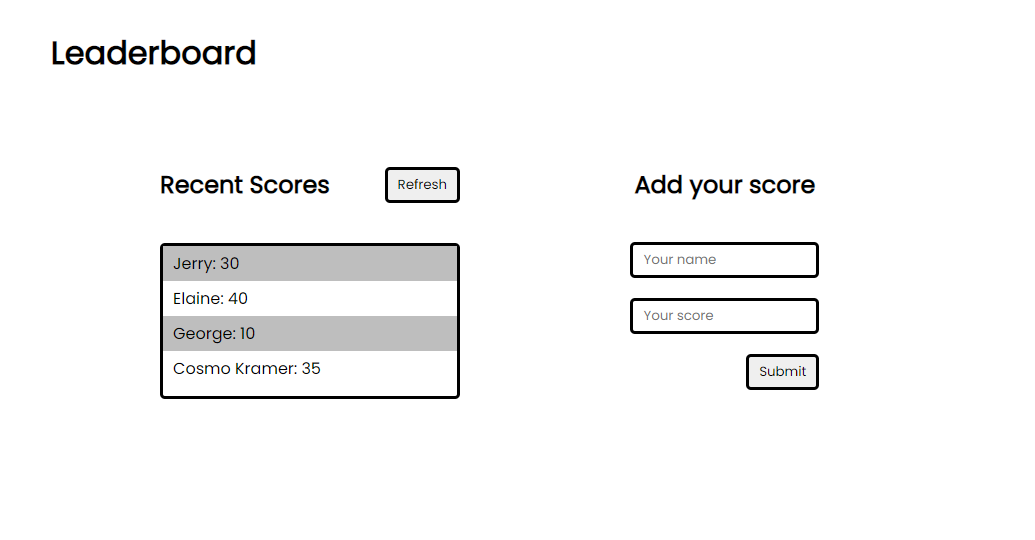 Leaderboard
Recent Scores
Refresh
Jerry: 30
Elaine: 40
George: 10
Cosmo Kramer: 35
Add your score
Your name
Your score
Submit